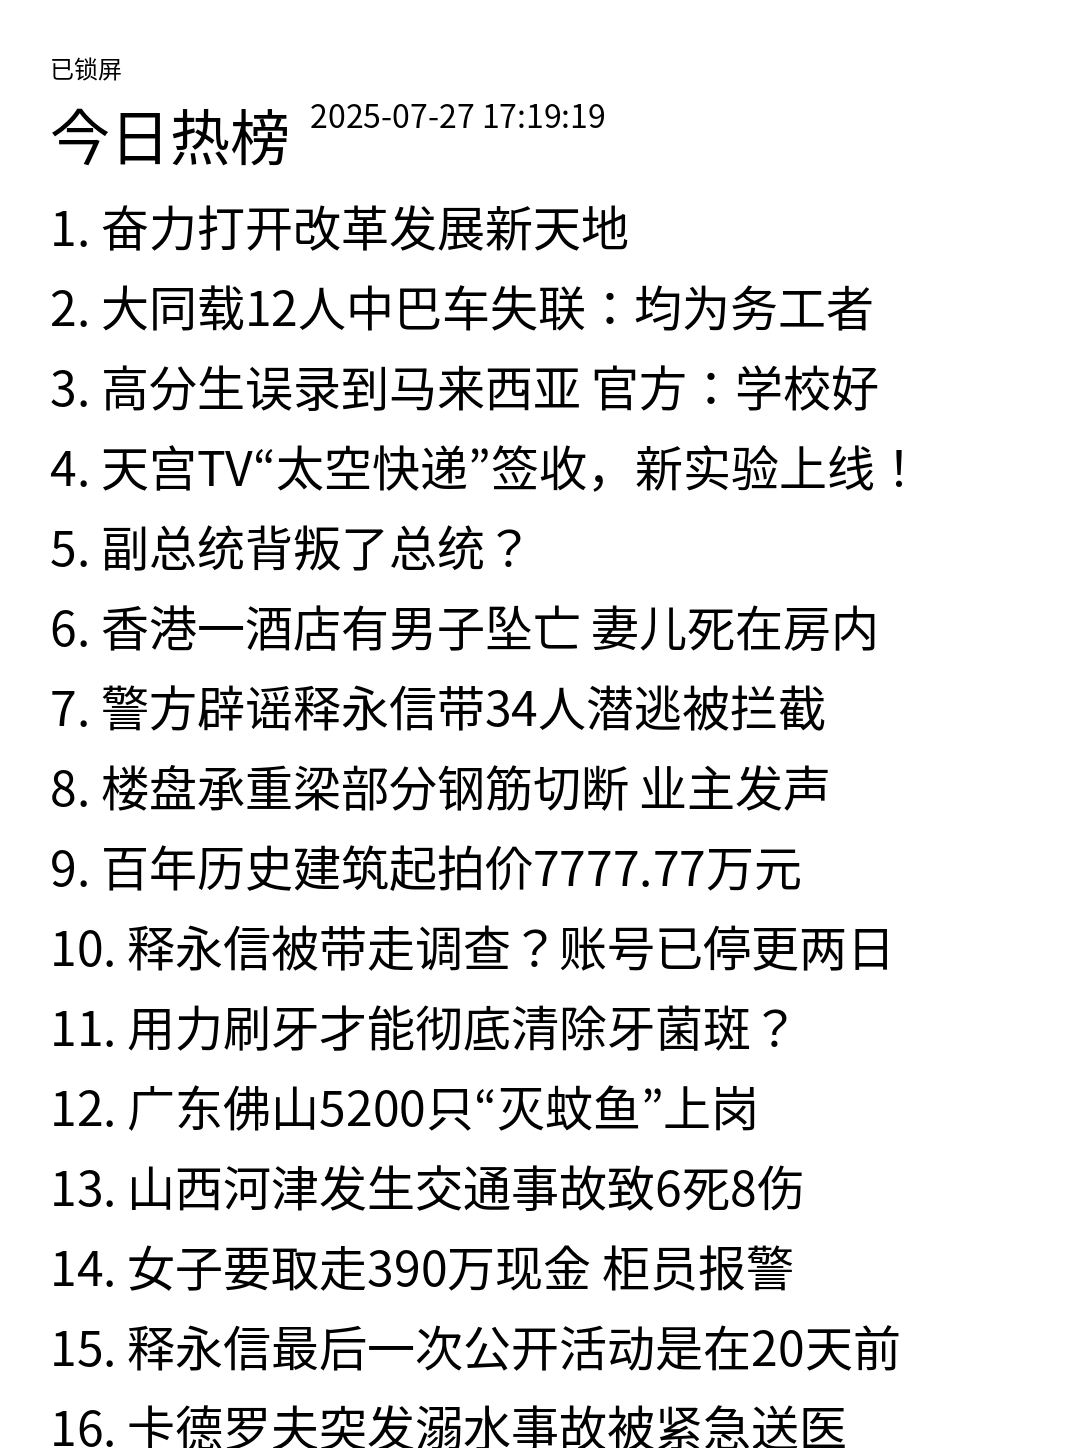 已锁屏
今日热榜 2025-07-27 17:19:19
1. 奋力打开改革发展新天地
2. 大同载12人中巴车失联：均为务工者
3. 高分生误录到马来西亚 官方：学校好
4. 天宫TV“太空快递”签收，新实验上线！
5. 副总统背叛了总统？
6. 香港一酒店有男子坠亡 妻儿死在房内
7. 警方辟谣释永信带34人潜逃被拦截
8. 楼盘承重梁部分钢筋切断 业主发声
9. 百年历史建筑起拍价7777.77万元
10. 释永信被带走调查？账号已停更两日
11. 用力刷牙才能彻底清除牙菌斑？
12. 广东佛山5200只“灭蚊鱼”上岗
13. 山西河津发生交通事故致6死8伤
14. 女子要取走390万现金 柜员报警
15. 释永信最后一次公开活动是在20天前
16. 卡德罗夫突发溺水事故被紧急送医